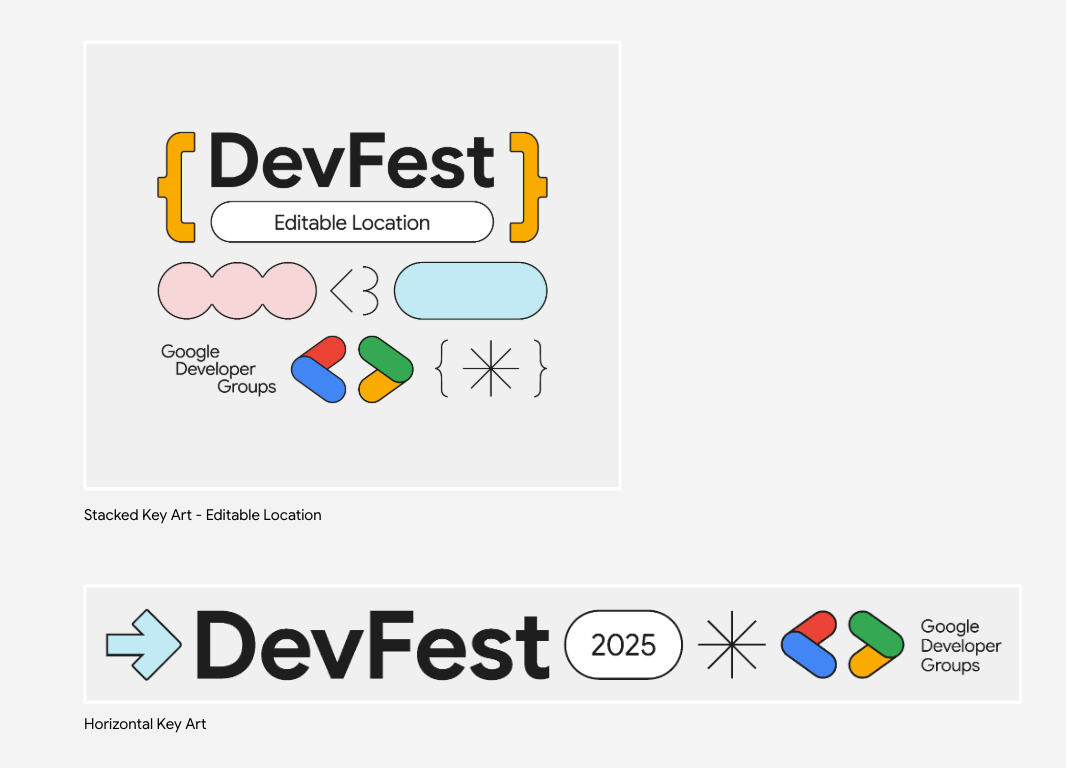 DevFest
Editable Location
<3
Google
Developer
Groups
{ * }
Stacked Key Art - Editable Location
DevFest 2025
Google
Developer
Groups
Horizontal Key Art